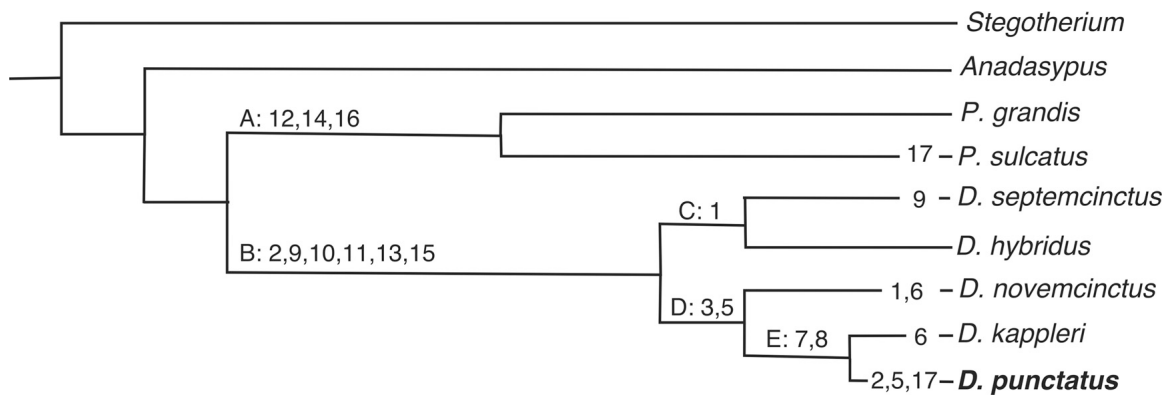 Stegotherium
Anadasypus
A: 12,14,16
P. grandis
17 P. sulcatus
9 D. septemcinctus
C: 1
D. hybridus
B: 2,9,10,11,13,15
1,6 D. novemcinctus
D: 3,5
E: 7,8
6 D. kappleri
2,5,17 D. punctatus